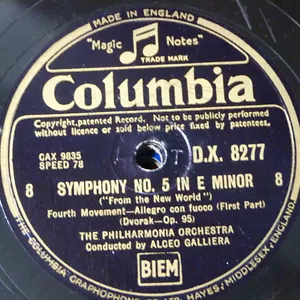 MADE IN ENGLAND
"Magic Notes"
TRADE MARK
Columbia
Copyright, patented Record. Not to be publicly performed
without licence or sold below price fixed by patentees.
CAX 9835
SPEED 78
D.X. 8277
8 SYMPHONY NO. 5 IN E MINOR 8
("From the New World")
Fourth Movement—Allegro con fuoco (First Part)
(Dvorak—Op. 95)
THE PHILHARMONIA ORCHESTRA
Conducted by ALCEO GALLIERA
BIEM
THE COLUMBIA GRAPHOPHONE CO. LTD. HAYES, MIDDLESEX, ENGLAND